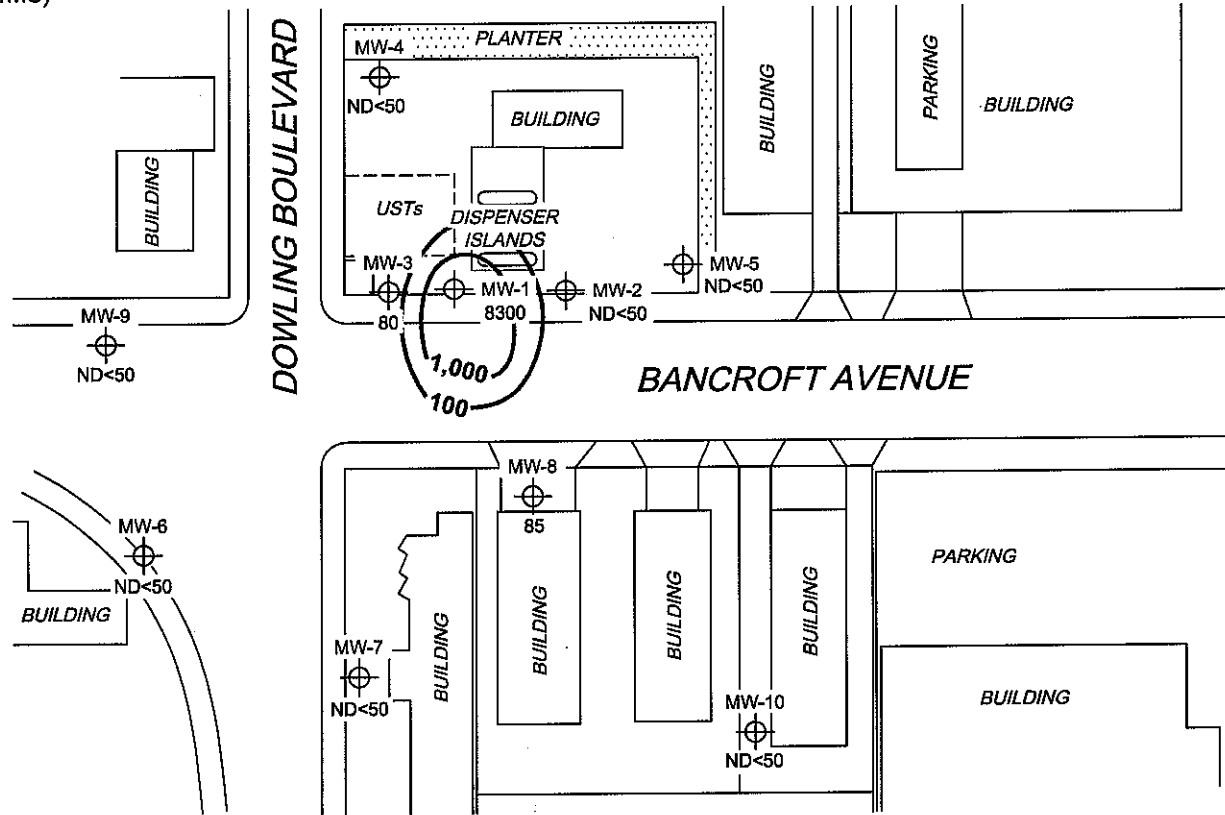 DOWLING BOULEVARD
MW-4
ND<50
PLANTER
BUILDING
BUILDING
PARKING
BUILDING
BUILDING
USTs
DISPENSER
ISLANDS
MW-3
80
MW-1
8300
MW-2
ND<50
MW-5
ND<50
MW-9
ND<50
1,000
100
BANCROFT AVENUE
MW-8
85
MW-6
ND<50
BUILDING
MW-7
ND<50
BUILDING
BUILDING
BUILDING
BUILDING
MW-10
ND<50
PARKING
BUILDING